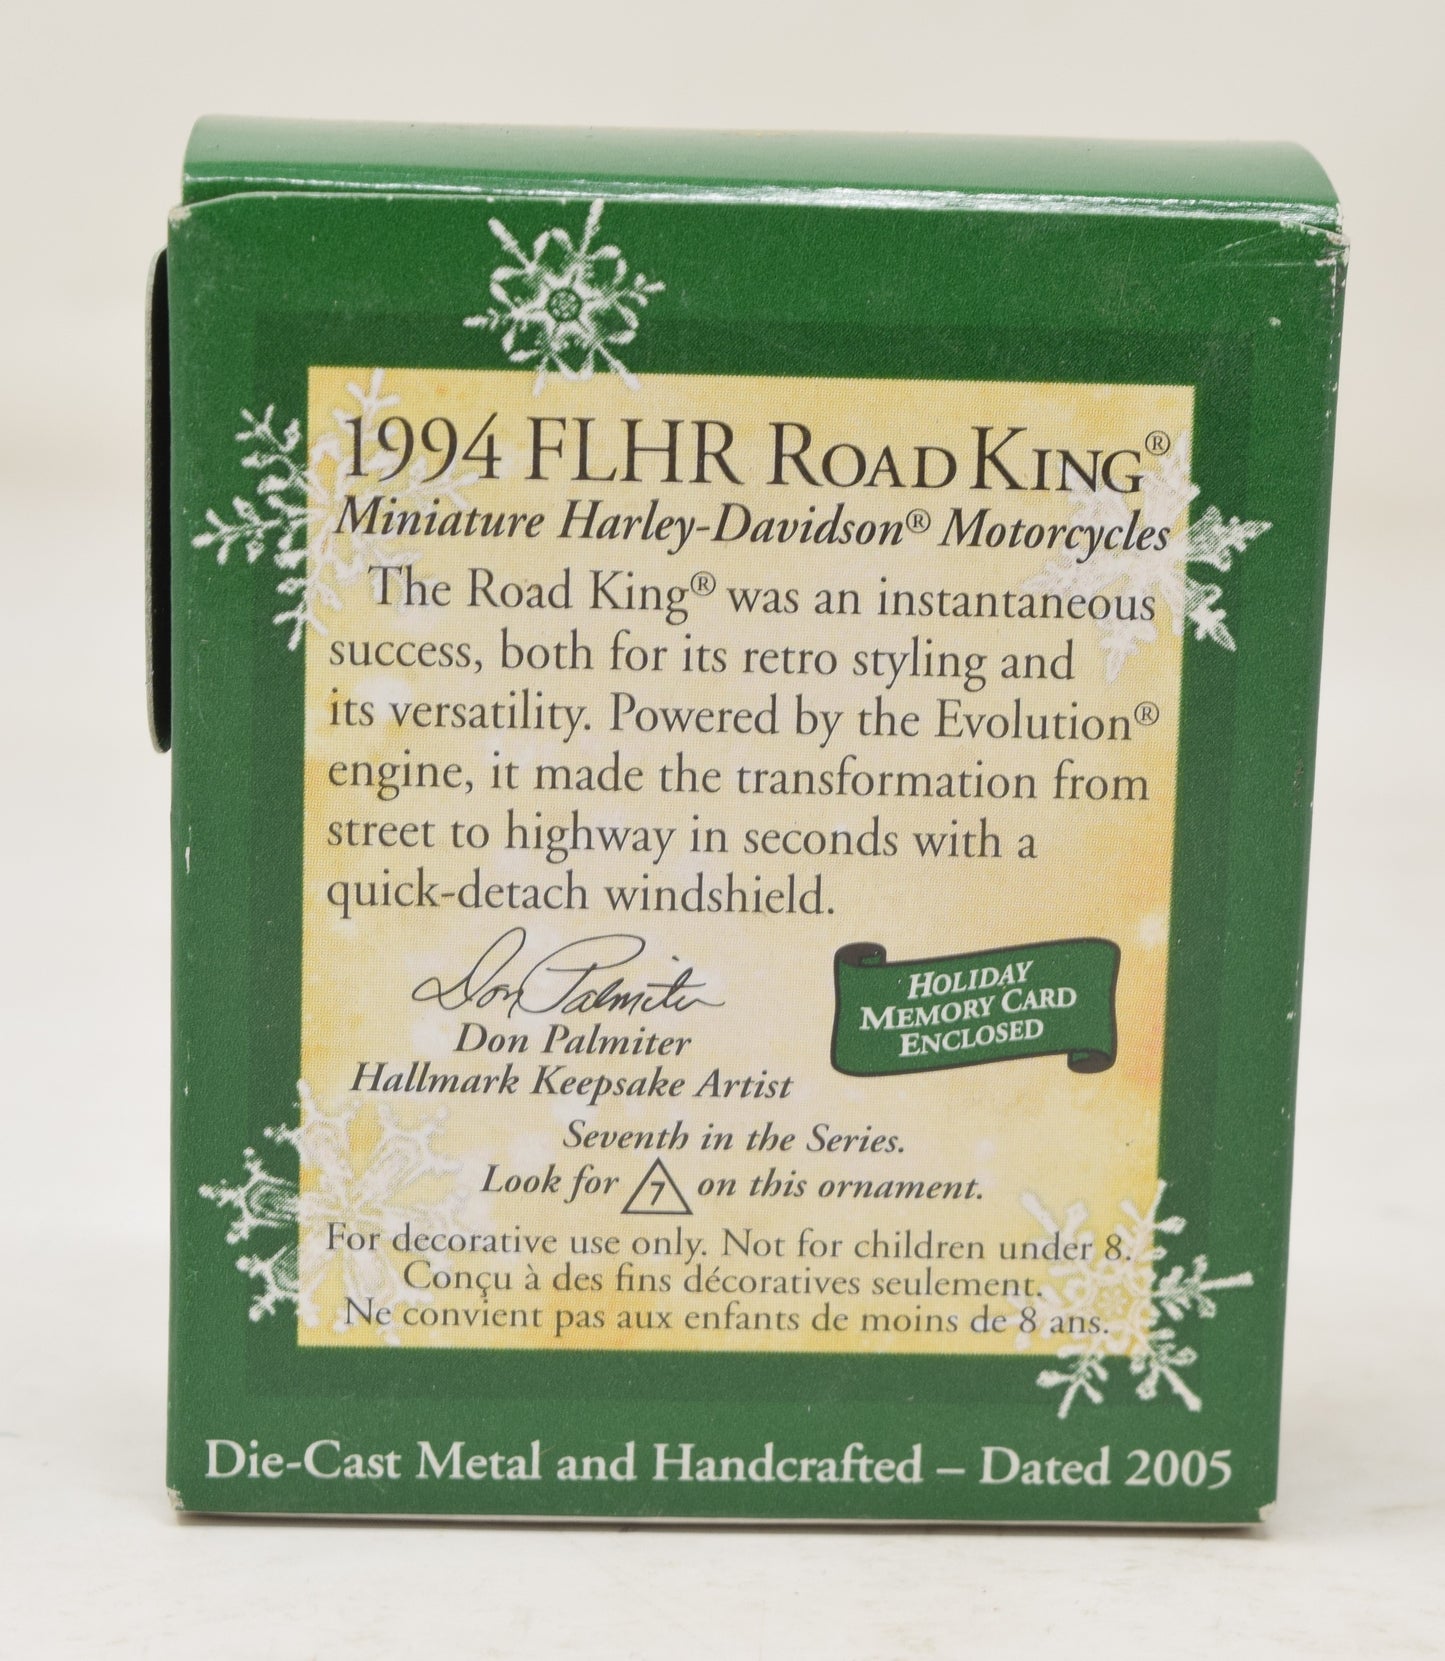 1994 FLHR ROAD KING®
Miniature Harley-Davidson® Motorcycles
The Road King® was an instantaneous
success, both for its retro styling and
its versatility. Powered by the Evolution®
engine, it made the transformation from
street to highway in seconds with a
quick-detach windshield.
Don Palmiter
Don Palmiter
Hallmark Keepsake Artist
HOLIDAY
MEMORY CARD
ENCLOSED
Seventh in the Series.
Look for 7 on this ornament.
For decorative use only. Not for children under 8.
Conçu à des fins décoratives seulement.
Ne convient pas aux enfants de moins de 8 ans.
Die-Cast Metal and Handcrafted – Dated 2005